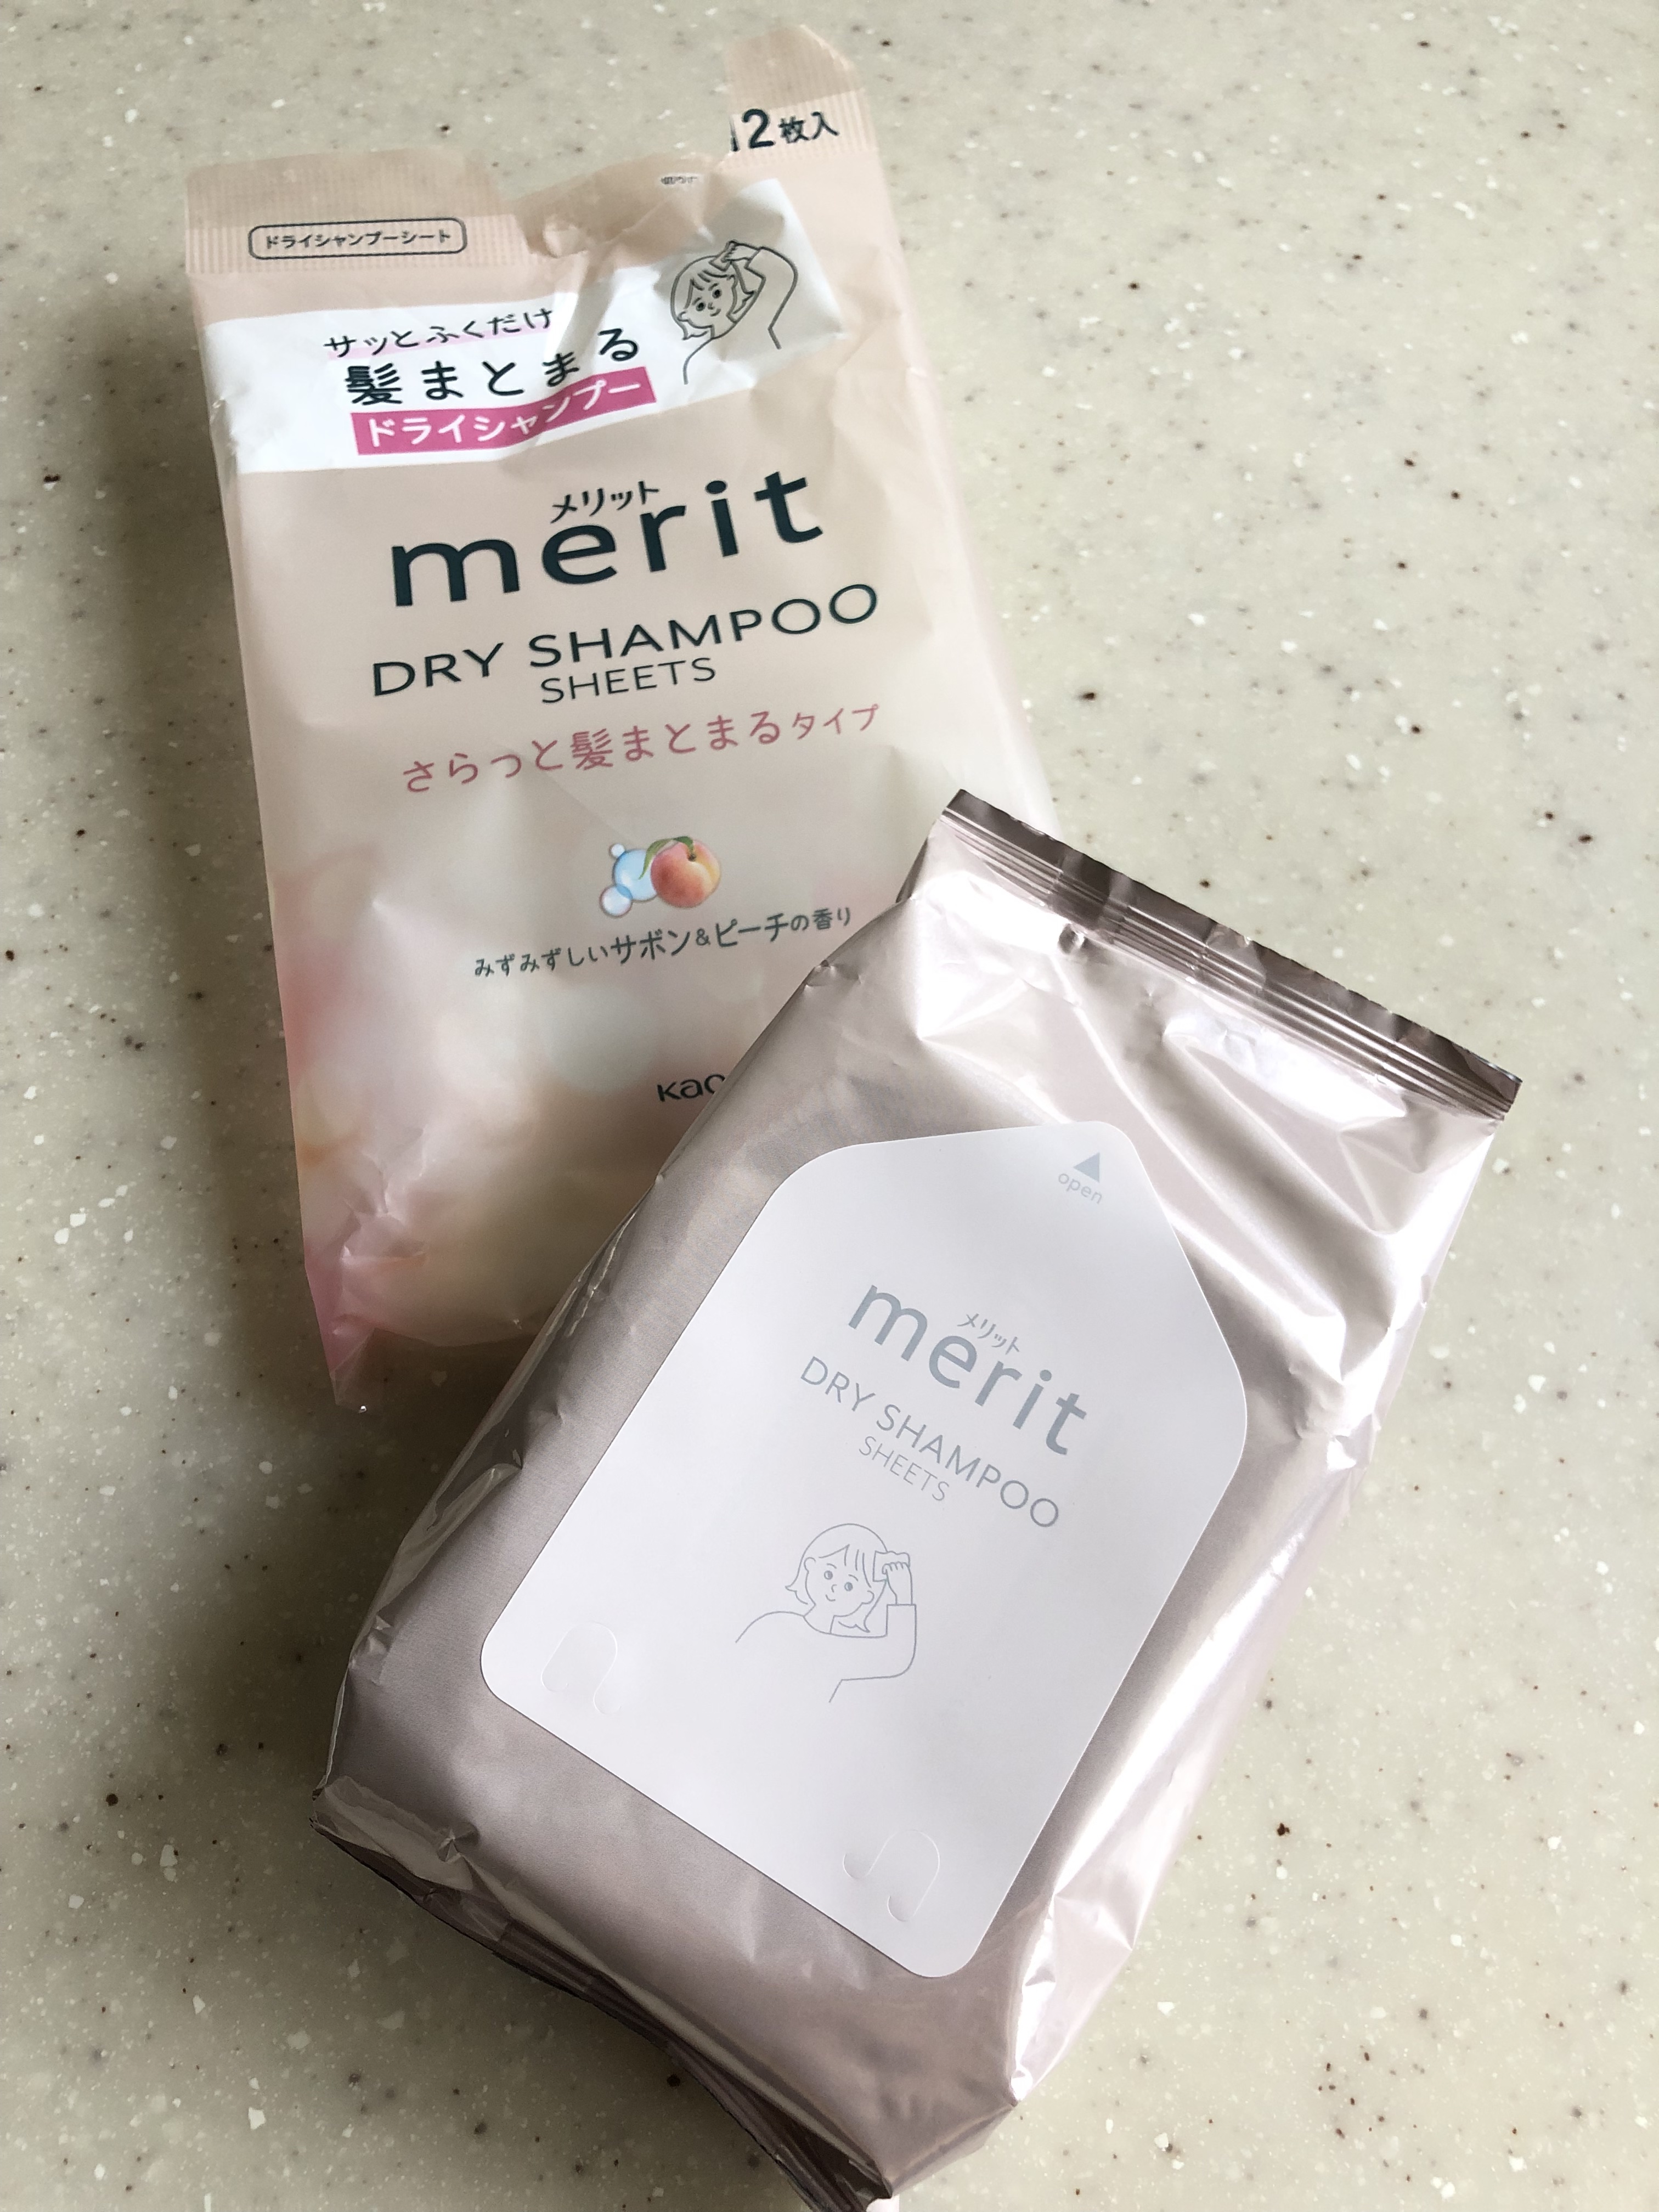 12枚入
ドライシャンプーシート
サッとふくだけ
髪まとまる
ドライシャンプー
メリット
merit
DRY SHAMPOO
SHEETS
さらっと髪まとまるタイプ
みずみずしいサボン&ピーチの香り
open
メリット
merit
DRY SHAMPOO
SHEETS